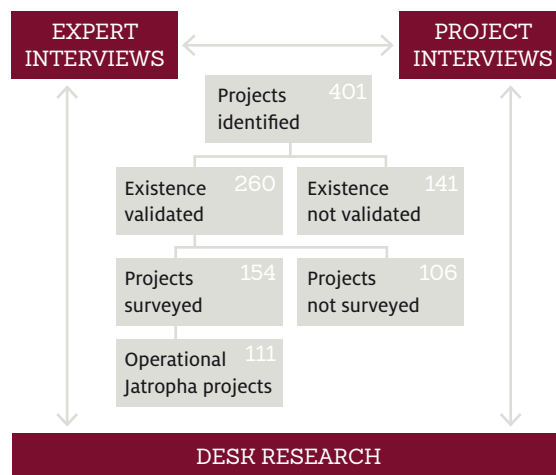 EXPERT
INTERVIEWS
PROJECT
INTERVIEWS
Projects 401
identified
Existence 260
validated
Existence 141
not validated
Projects 154
surveyed
Projects 106
not surveyed
Operational 111
Jatropha projects
DESK RESEARCH